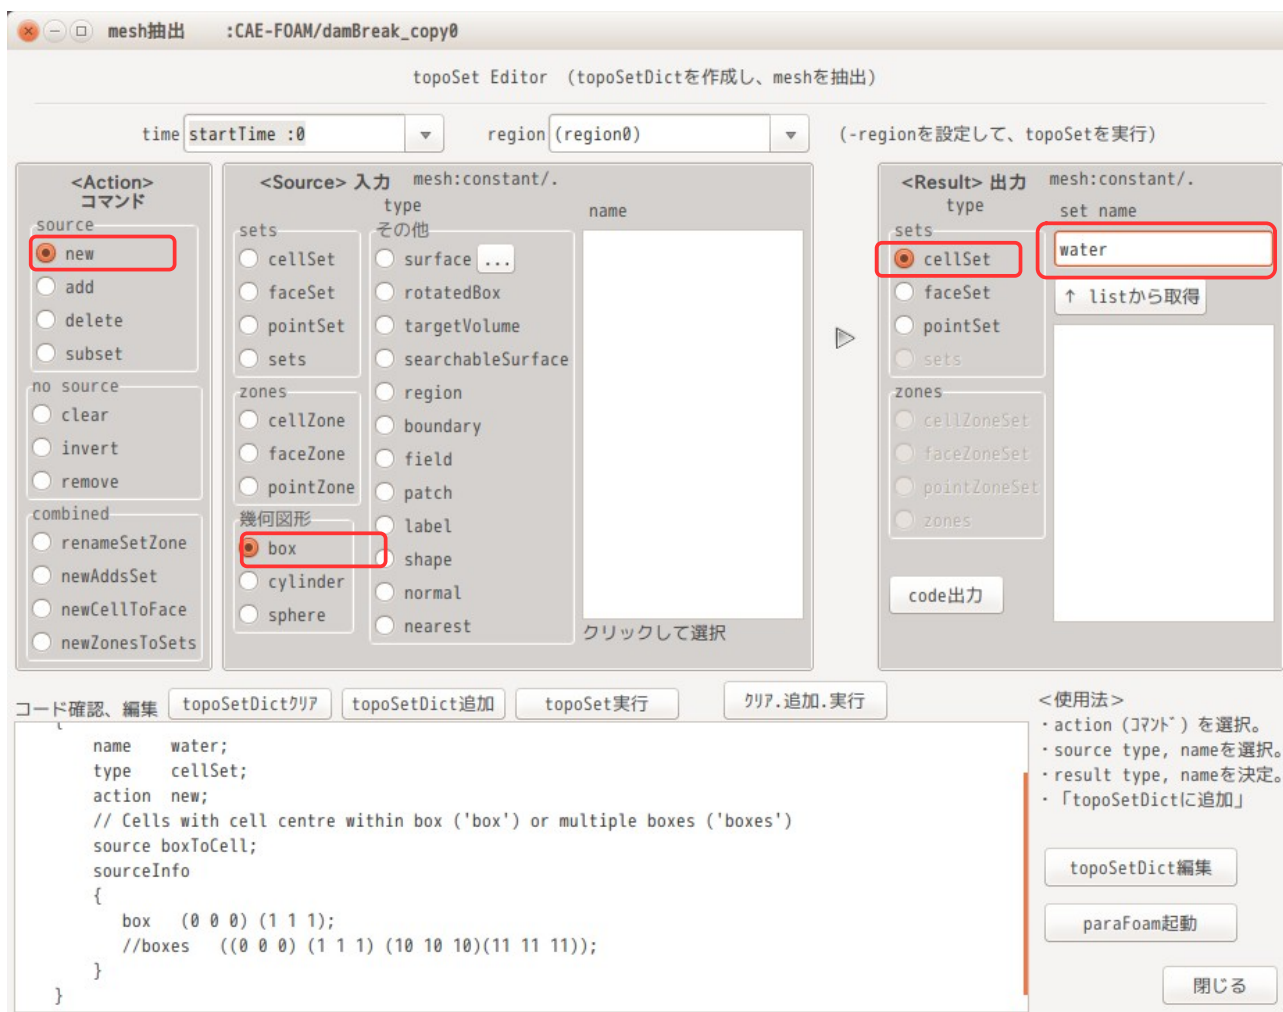 mesh抽出 :CAE-FOAM/damBreak_copy0
topoSet Editor （topoSetDictを作成し、meshを抽出）
time startTime :0 region (region0) (-regionを設定して、topoSetを実行)
<Action>
コマンド
source
new
add
delete
subset
no source
clear
invert
remove
combined
renameSetZone
newAddsSet
newCellToFace
newZonesToSets
<Source> 入力 mesh:constant/.
type
name
sets
cellSet
faceSet
pointSet
sets
zones
cellZone
faceZone
pointZone
幾何図形
box
cylinder
sphere
その他
surface ...
rotatedBox
targetVolume
searchableSurface
region
boundary
field
patch
label
shape
normal
nearest
クリックして選択
<Result> 出力 mesh:constant/.
type
set name
sets
cellSet
faceSet
pointSet
sets
zones
cellZoneSet
faceZoneSet
pointZoneSet
zones
code出力
water
↑ listから取得
コード確認、編集 topoSetDictｸﾘｱ topoSetDict追加 topoSet実行 ｸﾘｱ.追加.実行
{
name water;
type cellSet;
action new;
// Cells with cell centre within box ('box') or multiple boxes ('boxes')
source boxToCell;
sourceInfo
{
box (0 0 0) (1 1 1);
//boxes ((0 0 0) (1 1 1) (10 10 10)(11 11 11));
}
}
＜使用法＞
・action (ｺﾏﾝﾄﾞ) を選択。
・source type, nameを選択。
・result type, nameを決定。
・「topoSetDictに追加」
topoSetDict編集
paraFoam起動
閉じる